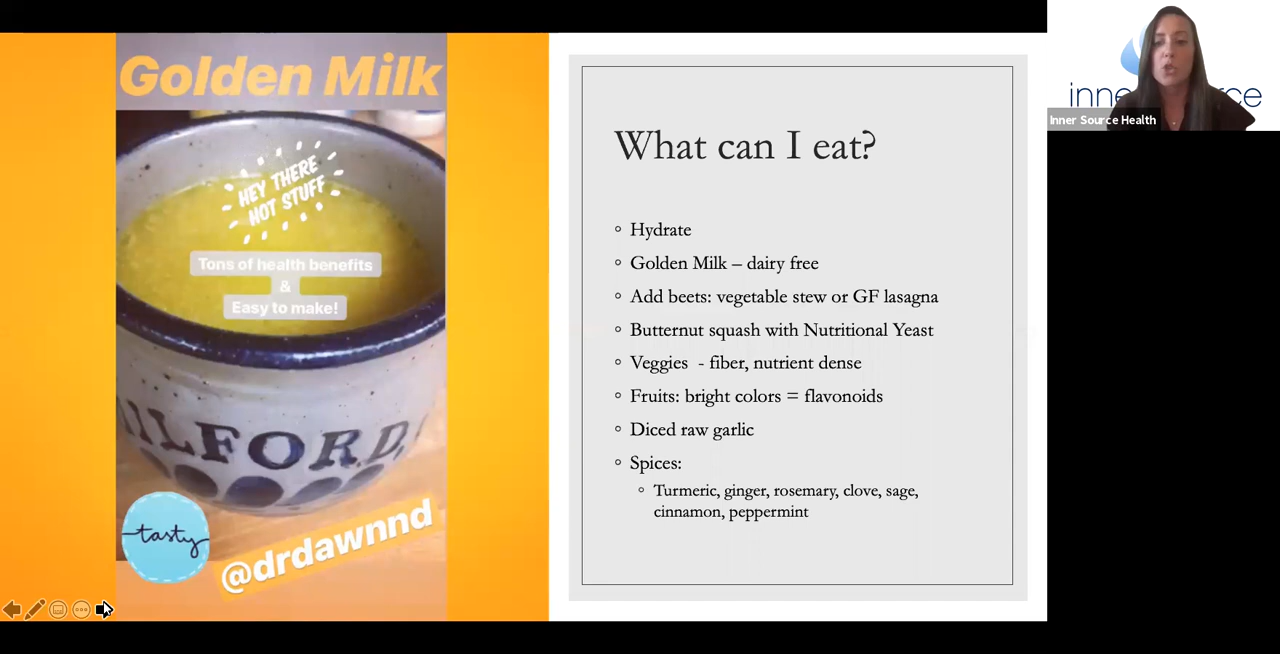 Golden Milk
HEY THERE
HOT STUFF
Tons of health benefits
&
Easy to make!
MILFORD,
tasty
@drdawnnd
What can I eat?
Hydrate
Golden Milk – dairy free
Add beets: vegetable stew or GF lasagna
Butternut squash with Nutritional Yeast
Veggies - fiber, nutrient dense
Fruits: bright colors = flavonoids
Diced raw garlic
Spices:
Turmeric, ginger, rosemary, clove, sage,
cinnamon, peppermint
Inner Source Health